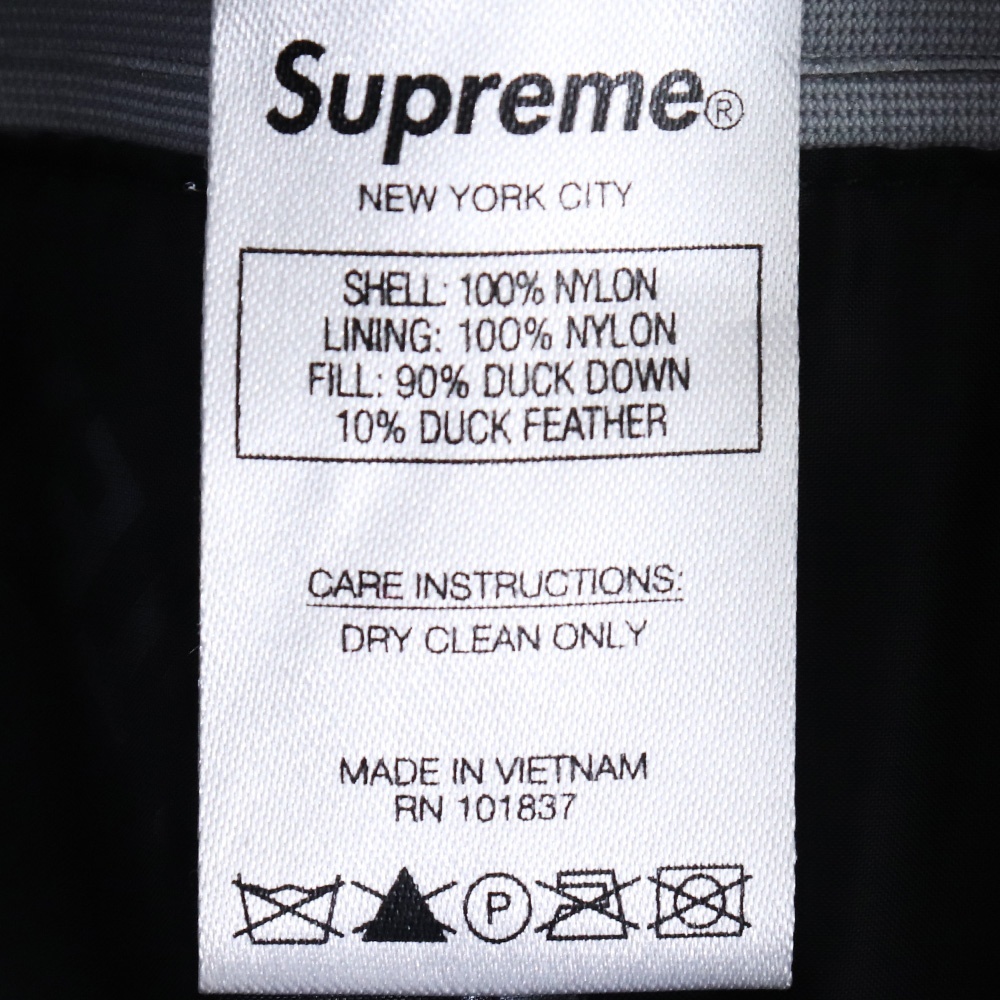 Supreme®
NEW YORK CITY
SHELL: 100% NYLON
LINING: 100% NYLON
FILL: 90% DUCK DOWN
10% DUCK FEATHER
CARE INSTRUCTIONS:
DRY CLEAN ONLY
MADE IN VIETNAM
RN 101837
P